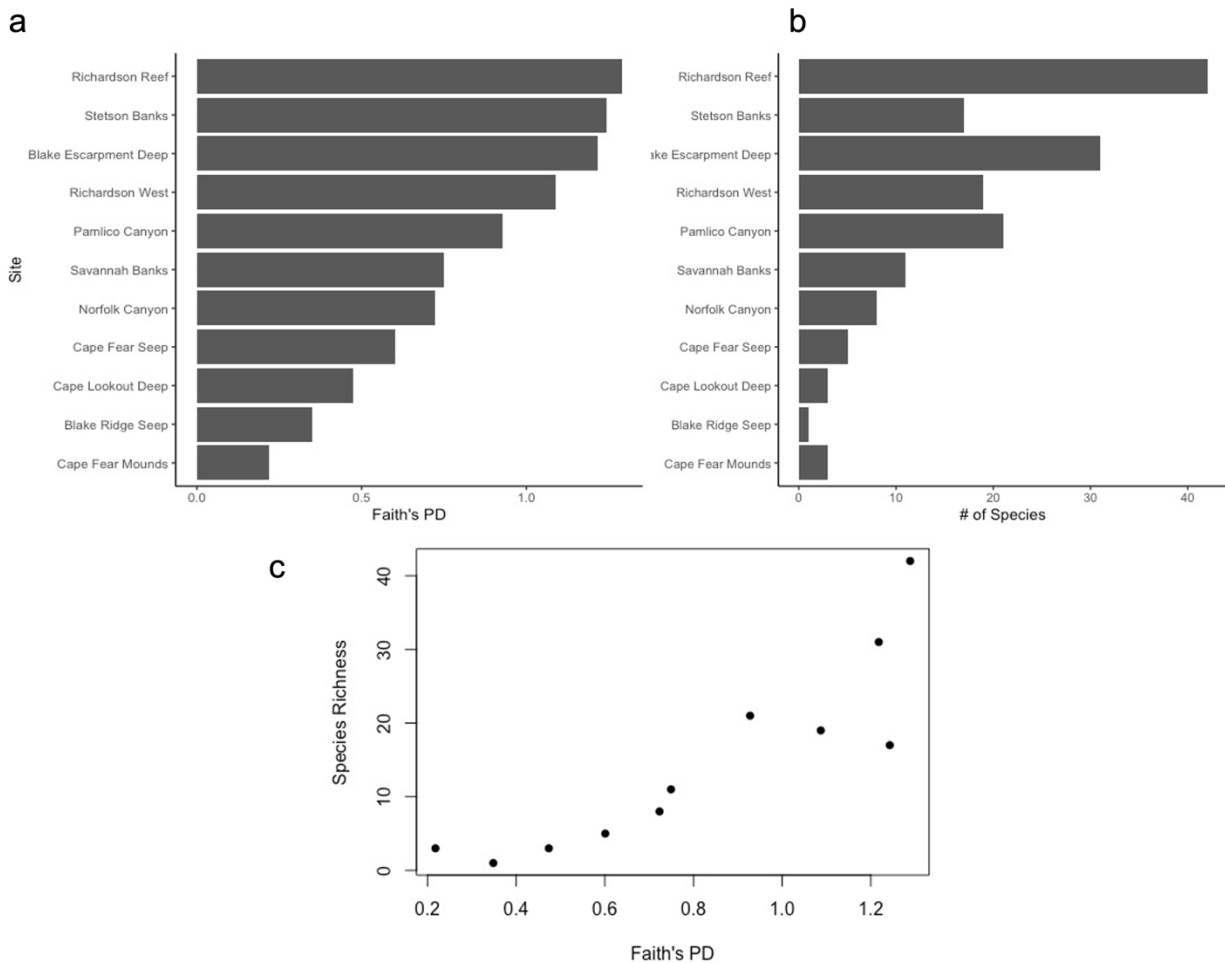 a
Richardson Reef
Stetson Banks
Blake Escarpment Deep
Richardson West
Pamlico Canyon
Savannah Banks
Norfolk Canyon
Cape Fear Seep
Cape Lookout Deep
Blake Ridge Seep
Cape Fear Mounds
Site
0.0 0.5 1.0
Faith's PD
b
Richardson Reef
Stetson Banks
ake Escarpment Deep
Richardson West
Pamlico Canyon
Savannah Banks
Norfolk Canyon
Cape Fear Seep
Cape Lookout Deep
Blake Ridge Seep
Cape Fear Mounds
0 10 20 30 40
# of Species
c
Species Richness
40
30
20
10
0
0.2 0.4 0.6 0.8 1.0 1.2
Faith's PD